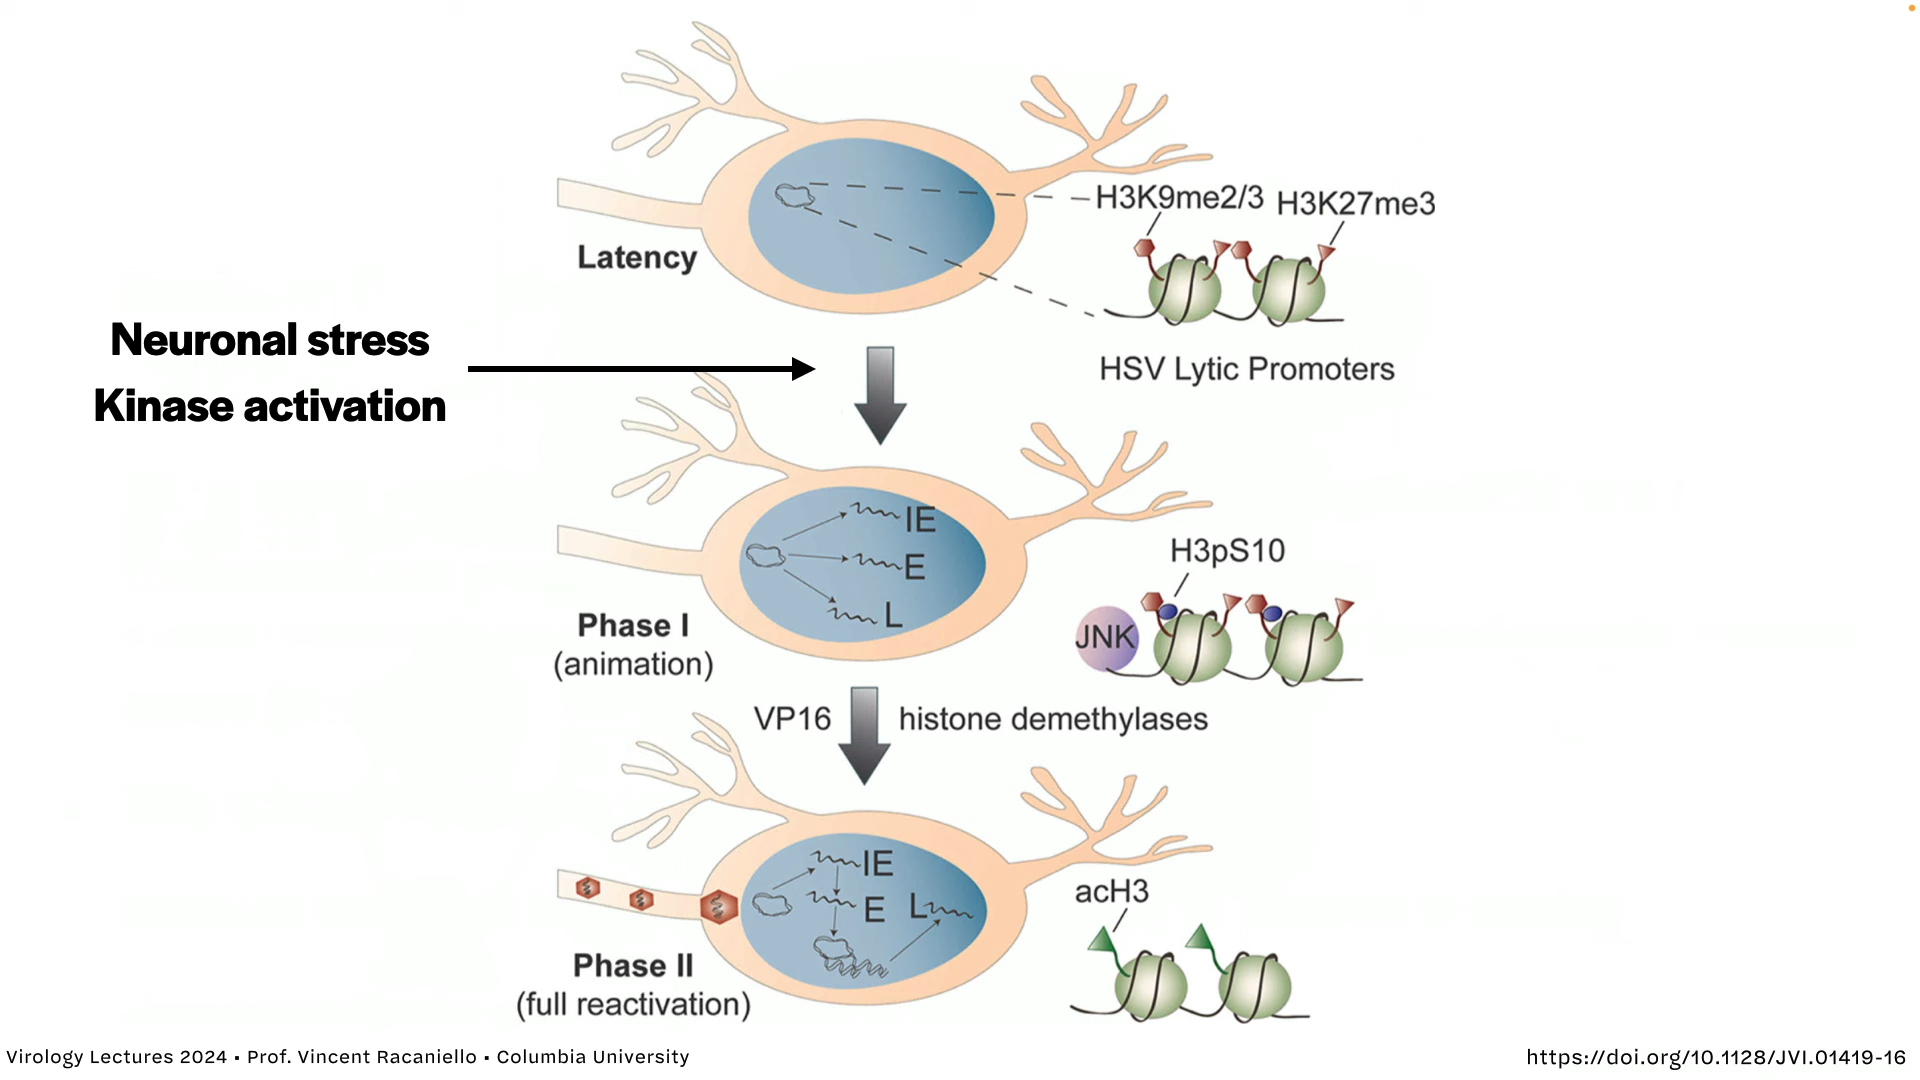 H3K9me2/3 H3K27me3
Latency
HSV Lytic Promoters
Neuronal stress
Kinase activation
IE
E
L
H3pS10
JNK
Phase I
(animation)
VP16 histone demethylases
IE
E L
acH3
Phase II
(full reactivation)
Virology Lectures 2024 • Prof. Vincent Racaniello • Columbia University
https://doi.org/10.1128/JVI.01419-16